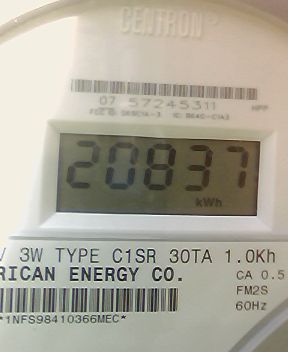 CENTRON®
07 57245311
HPP
20837
kWh
V 3W TYPE C1SR 30TA 1.0Kh
RICAN ENERGY CO.
CA 0.5
FM2S
60Hz
*1NFS98410366MEC*